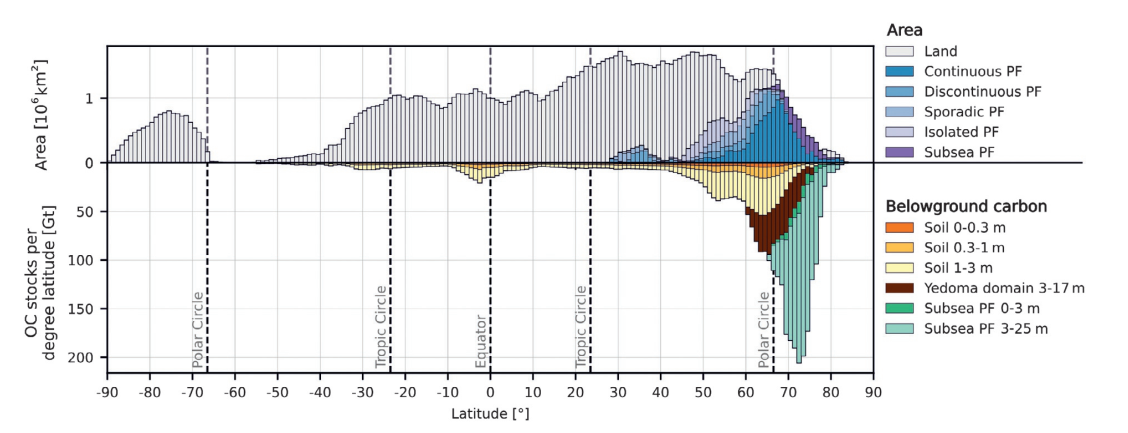 Area [10⁶km²]
1
0
50
100
150
200
OC stocks per
degree latitude [Gt]
Polar Circle
Tropic Circle
Equator
Tropic Circle
Polar Circle
-90 -80 -70 -60 -50 -40 -30 -20 -10 0 10 20 30 40 50 60 70 80 90
Latitude [°]
Area
Land
Continuous PF
Discontinuous PF
Sporadic PF
Isolated PF
Subsea PF
Belowground carbon
Soil 0-0.3 m
Soil 0.3-1 m
Soil 1-3 m
Yedoma domain 3-17 m
Subsea PF 0-3 m
Subsea PF 3-25 m